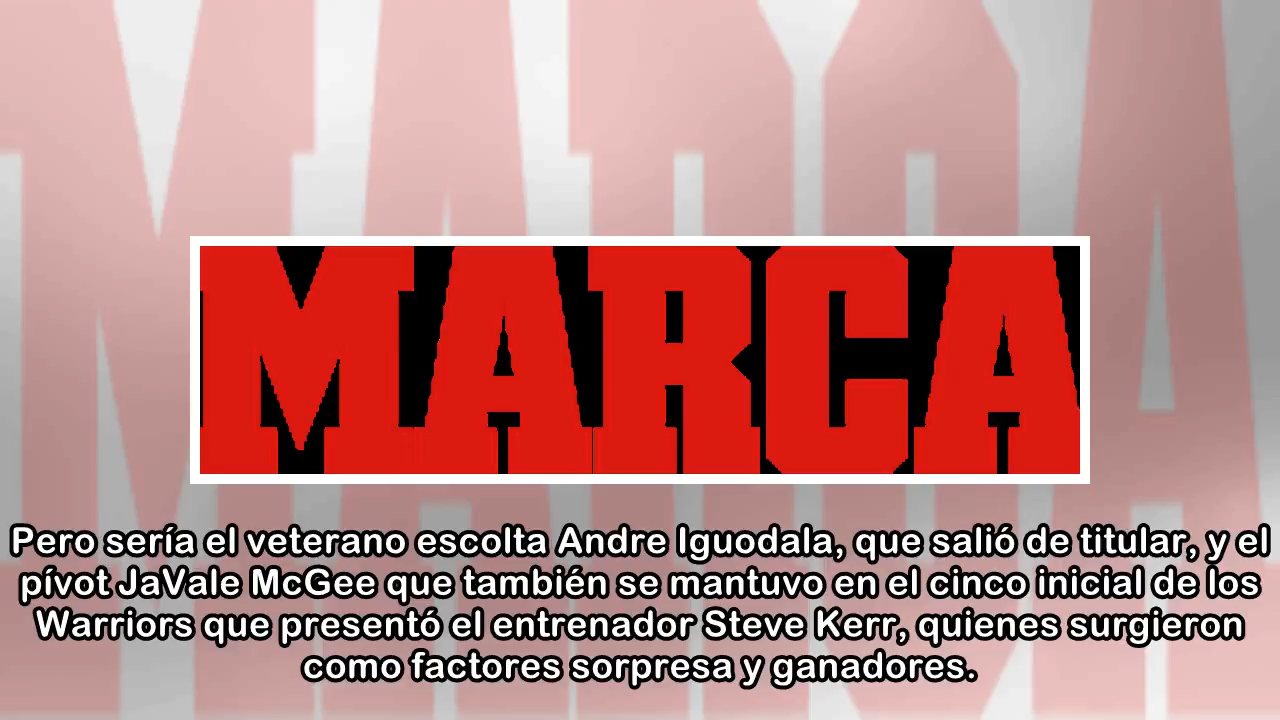 MARCA
Pero sería el veterano escolta Andre Iguodala, que salió de titular, y el
pívot JaVale McGee que también se mantuvo en el cinco inicial de los
Warriors que presentó el entrenador Steve Kerr, quienes surgieron
como factores sorpresa y ganadores.